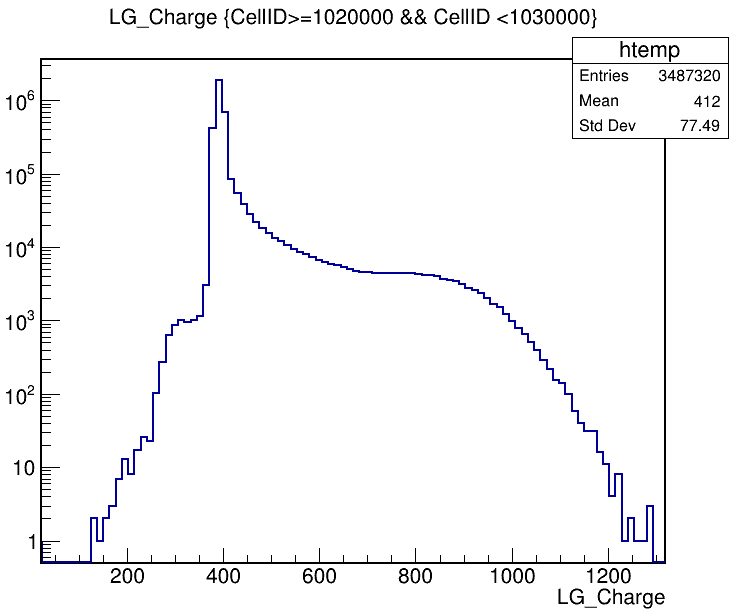 LG_Charge {CellID>=1020000 && CellID <1030000}
htemp
Entries 3487320
Mean 412
Std Dev 77.49
10^6
10^5
10^4
10^3
10^2
10
1
200 400 600 800 1000 1200
LG_Charge